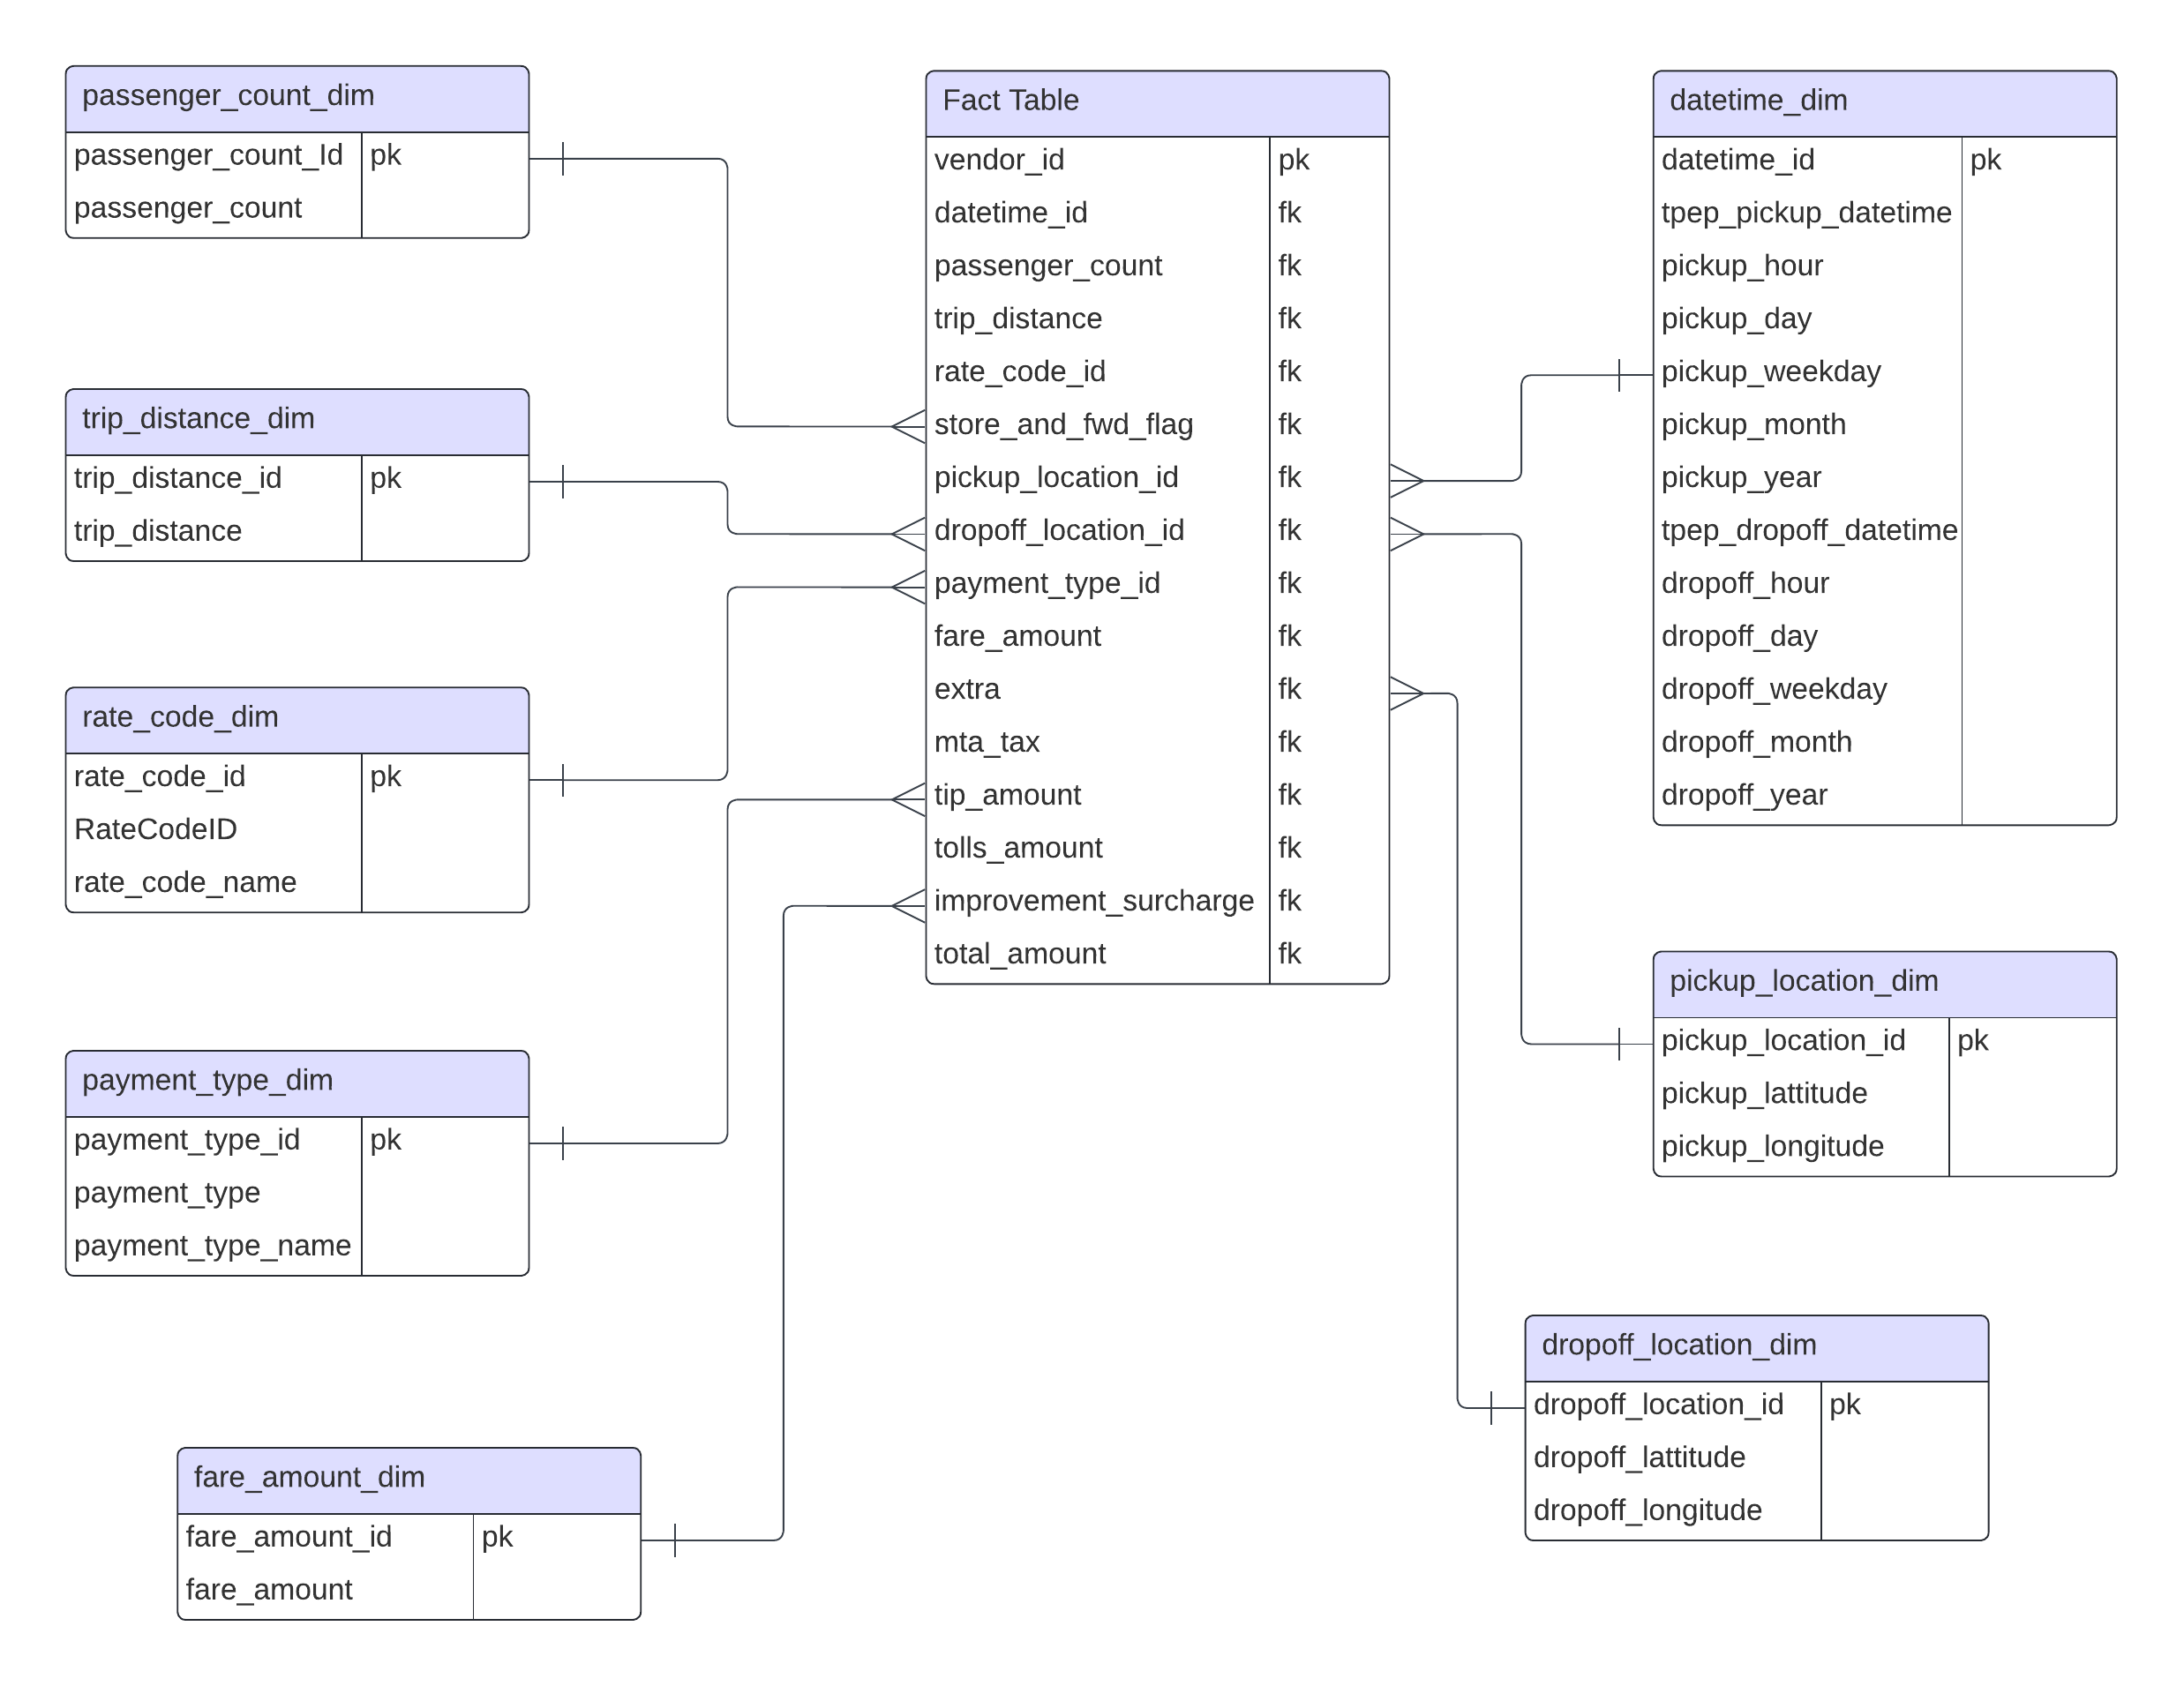 passenger_count_dim
passenger_count_Id pk
passenger_count
trip_distance_dim
trip_distance_id pk
trip_distance
rate_code_dim
rate_code_id pk
RateCodeID
rate_code_name
payment_type_dim
payment_type_id pk
payment_type
payment_type_name
fare_amount_dim
fare_amount_id pk
fare_amount
Fact Table
vendor_id pk
datetime_id fk
passenger_count fk
trip_distance fk
rate_code_id fk
store_and_fwd_flag fk
pickup_location_id fk
dropoff_location_id fk
payment_type_id fk
fare_amount fk
extra fk
mta_tax fk
tip_amount fk
tolls_amount fk
improvement_surcharge fk
total_amount fk
datetime_dim
datetime_id pk
tpep_pickup_datetime
pickup_hour
pickup_day
pickup_weekday
pickup_month
pickup_year
tpep_dropoff_datetime
dropoff_hour
dropoff_day
dropoff_weekday
dropoff_month
dropoff_year
pickup_location_dim
pickup_location_id pk
pickup_lattitude
pickup_longitude
dropoff_location_dim
dropoff_location_id pk
dropoff_lattitude
dropoff_longitude